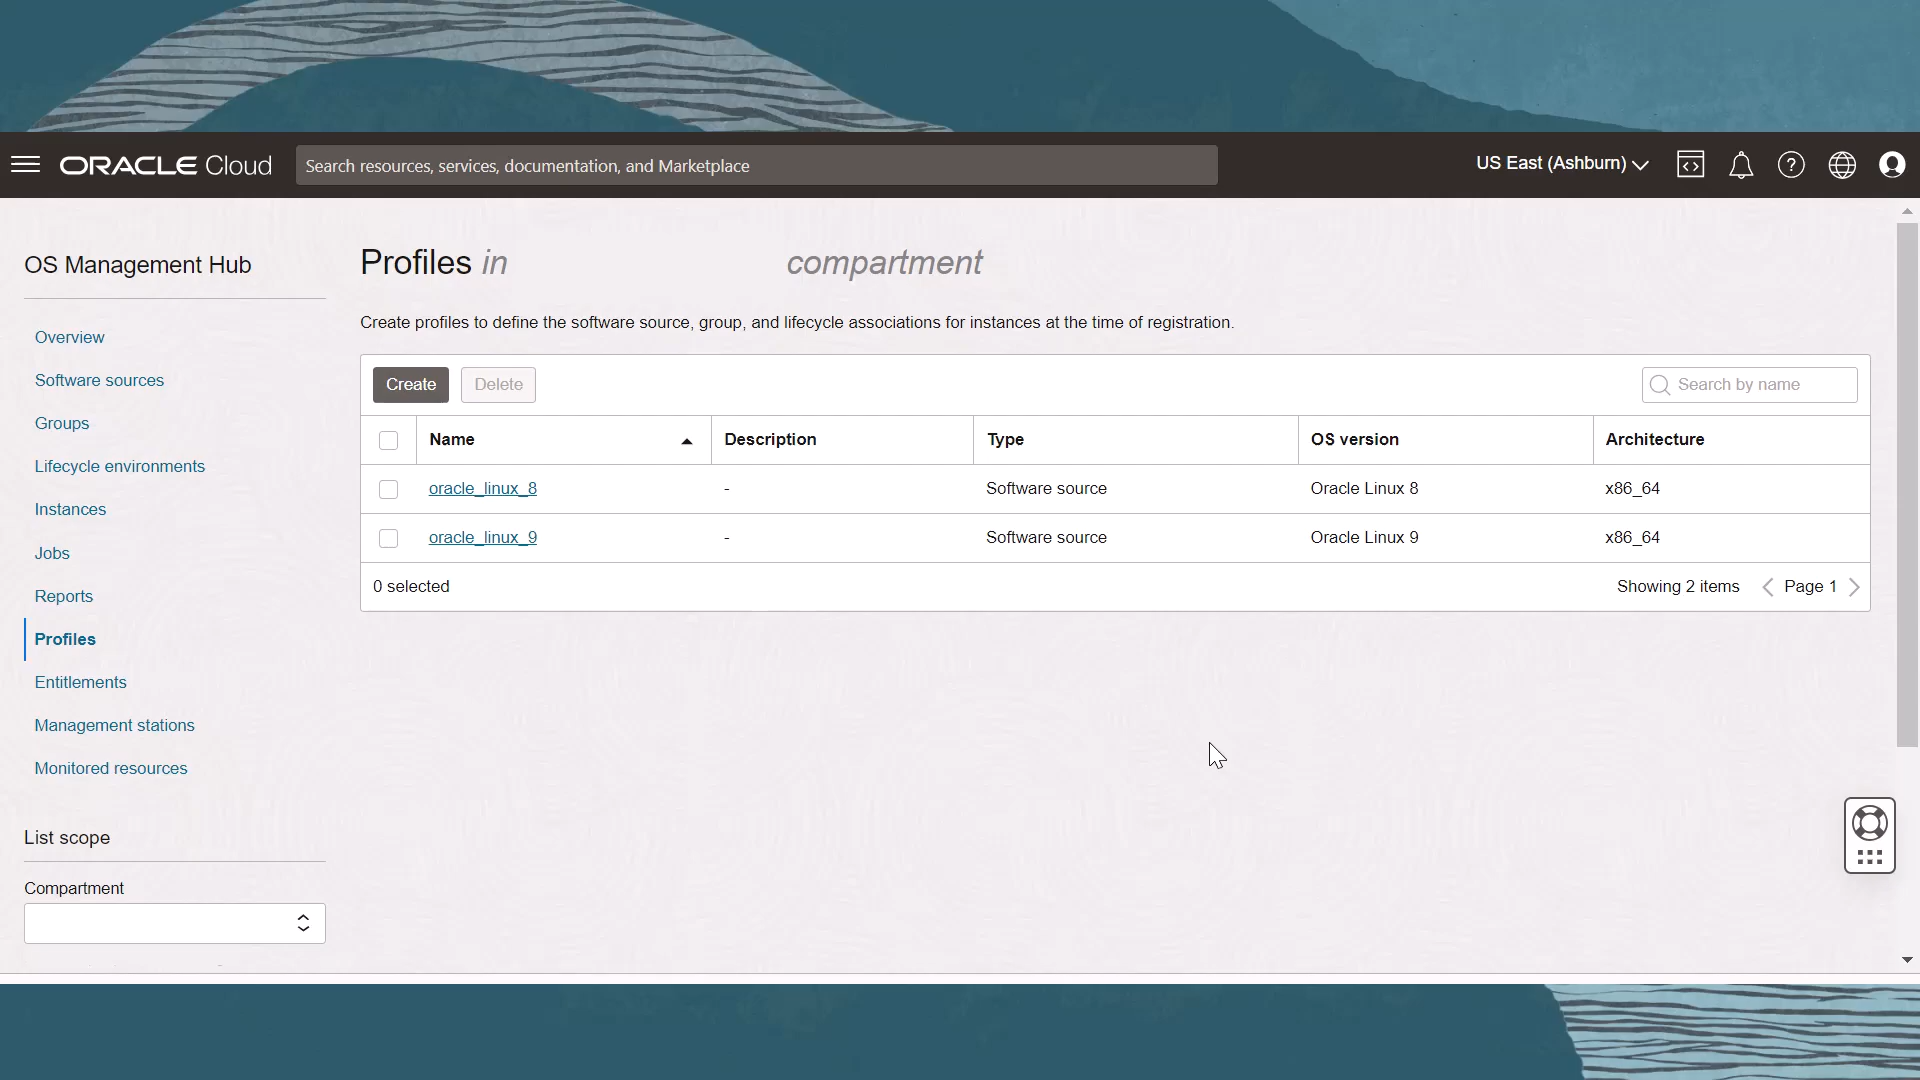 ORACLE Cloud
Search resources, services, documentation, and Marketplace
US East (Ashburn)
OS Management Hub
Overview
Software sources
Groups
Lifecycle environments
Instances
Jobs
Reports
Profiles
Entitlements
Management stations
Monitored resources
List scope
Compartment
Profiles in compartment
Create profiles to define the software source, group, and lifecycle associations for instances at the time of registration.
Create Delete Search by name
Name Description Type OS version Architecture
oracle_linux_8 - Software source Oracle Linux 8 x86_64
oracle_linux_9 - Software source Oracle Linux 9 x86_64
0 selected Showing 2 items Page 1